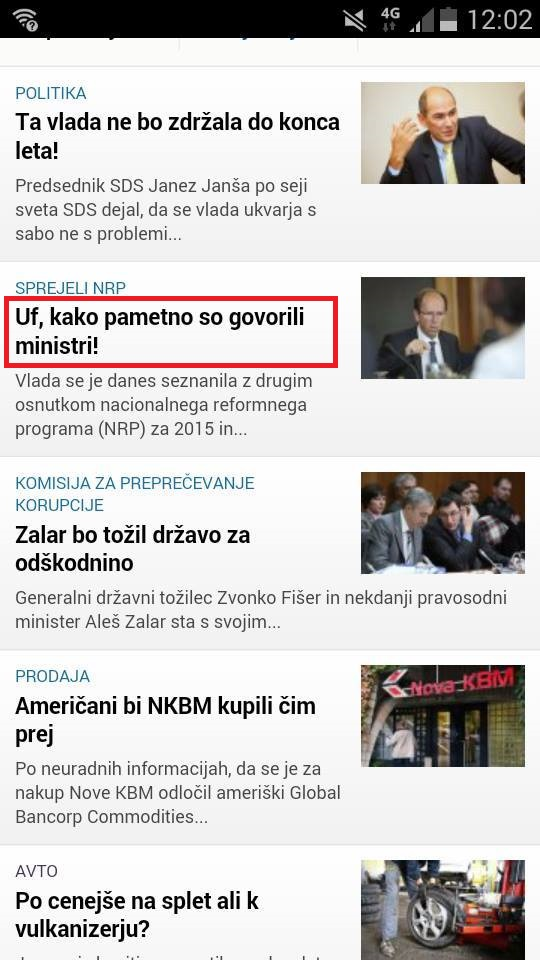 4G
12:02
POLITIKA
Ta vlada ne bo zdržala do konca
leta!
Predsednik SDS Janez Janša po seji
sveta SDS dejal, da se vlada ukvarja s
sabo ne s problemi...
SPREJELI NRP
Uf, kako pametno so govorili
ministri!
Vlada se je danes seznanila z drugim
osnutkom nacionalnega reformnega
programa (NRP) za 2015 in...
KOMISIJA ZA PREPREČEVANJE
KORUPCIJE
Zalar bo tožil državo za
odškodnino
Generalni državni tožilec Zvonko Fišer in nekdanji pravosodni
minister Aleš Zalar sta s svojim...
PRODAJA
Američani bi NKBM kupili čim
prej
Nova KBM
Po neuradnih informacijah, da se je za
nakup Nove KBM odločil ameriški Global
Bancorp Commodities...
AVTO
Po cenejše na splet ali k
vulkanizerju?